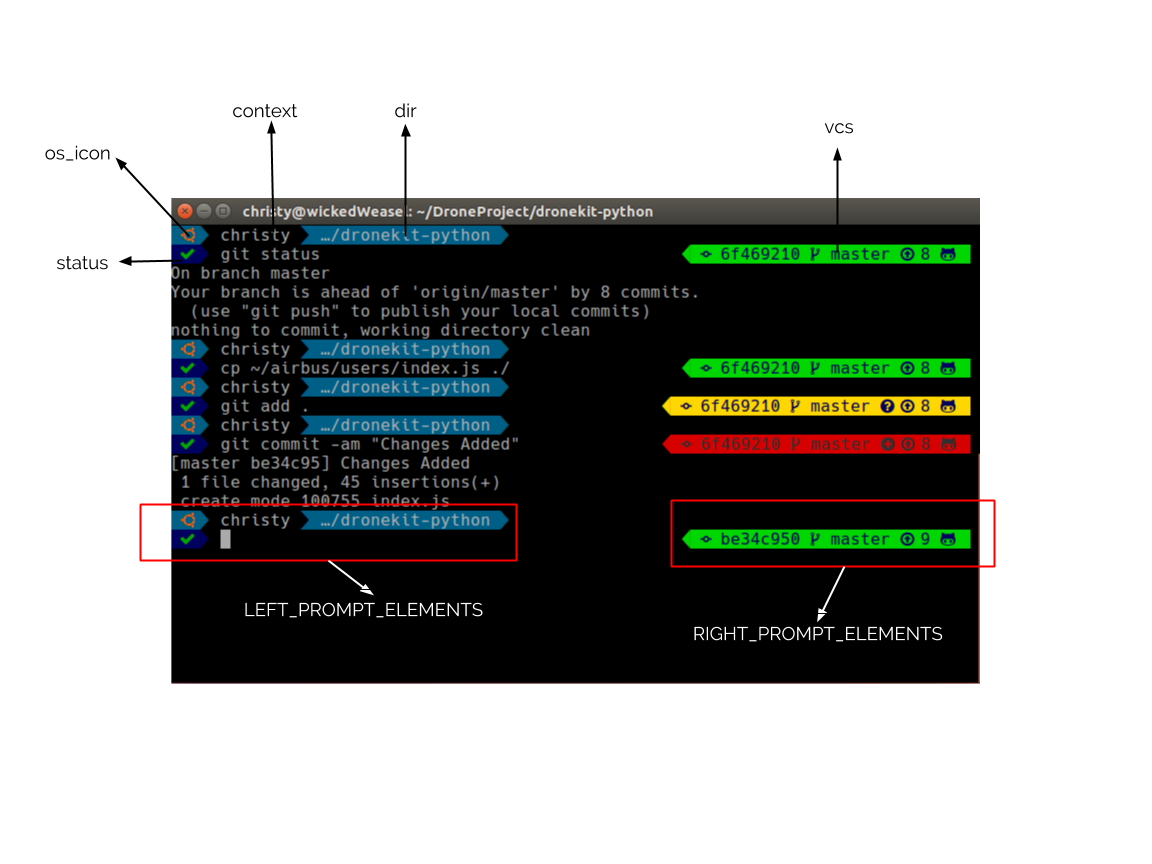 context
dir
vcs
os_icon
status
christy@wickedWeasel: ~/DroneProject/dronekit-python
christy …/dronekit-python
git status 6f469210 master 8
On branch master
Your branch is ahead of 'origin/master' by 8 commits.
(use "git push" to publish your local commits)
nothing to commit, working directory clean
christy …/dronekit-python
cp ~/airbus/users/index.js ./ 6f469210 master 8
christy …/dronekit-python
git add . 6f469210 master 8
christy …/dronekit-python
git commit -am "Changes Added" 6f469210 master 8
[master be34c95] Changes Added
1 file changed, 45 insertions(+)
create mode 100755 index.js
christy …/dronekit-python
be34c950 master 9
LEFT_PROMPT_ELEMENTS
RIGHT_PROMPT_ELEMENTS